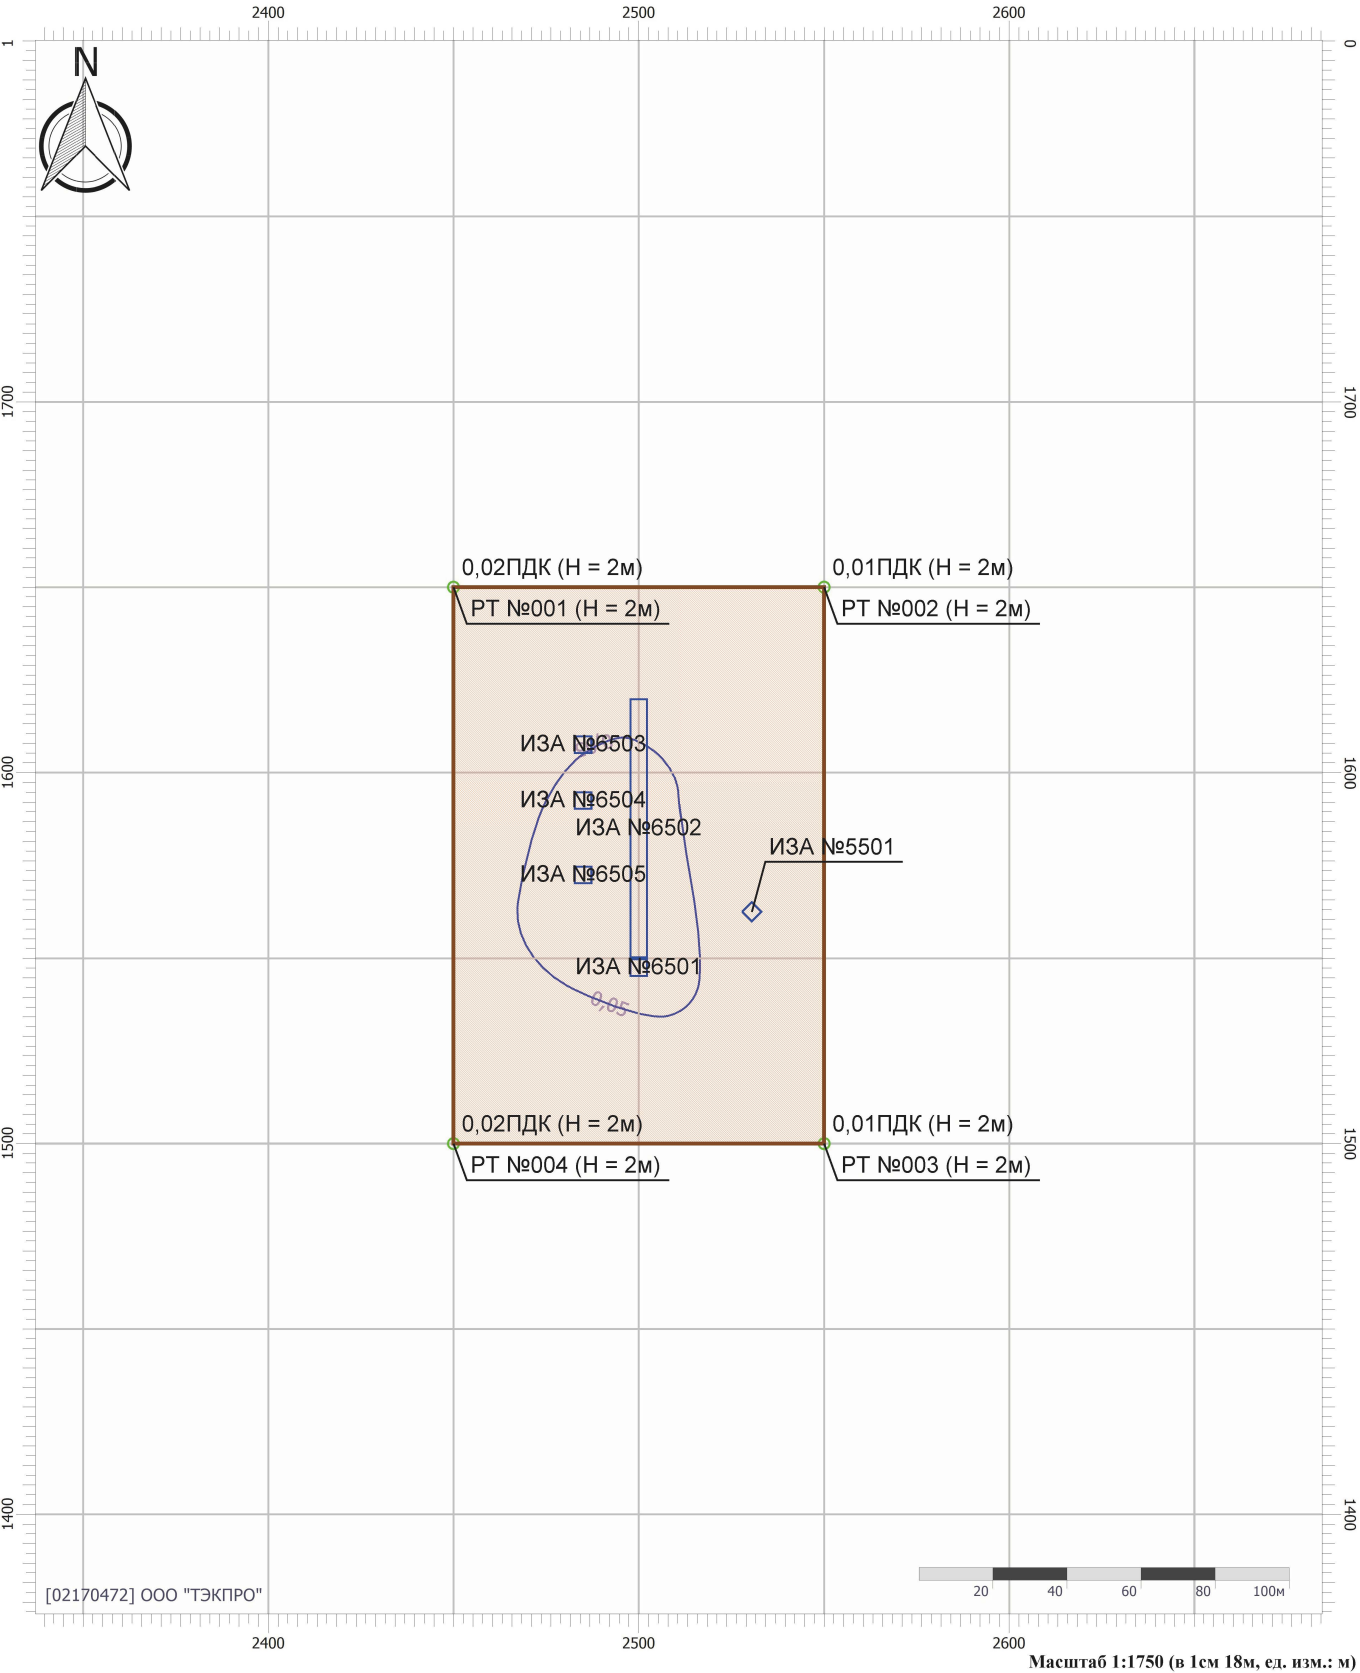 2400 2500 2600
1 0
N
1700 1700
0,02ПДК (H = 2м) 0,01ПДК (H = 2м)
РТ №001 (H = 2м) РТ №002 (H = 2м)
ИЗА №6503
1600 1600
ИЗА №6504
ИЗА №6502
ИЗА №5501
ИЗА №6505
ИЗА №6501
0,05
0,02ПДК (H = 2м) 0,01ПДК (H = 2м)
1500 1500
РТ №004 (H = 2м) РТ №003 (H = 2м)
1400 1400
20 40 60 80 100м
[02170472] ООО "ТЭКПРО"
2400 2500 2600
Масштаб 1:1750 (в 1см 18м, ед. изм.: м)